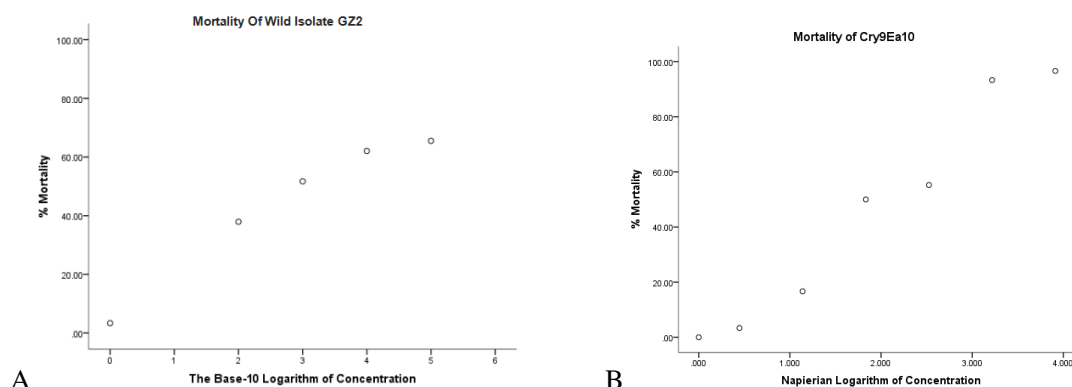 Mortality Of Wild Isolate GZ2
100.00
80.00
60.00
40.00
20.00
.00
% Mortality
0 1 2 3 4 5 6
The Base-10 Logarithm of Concentration
A
Mortality of Cry9Ea10
100.00
80.00
60.00
40.00
20.00
.00
% Mortality
.000 1.000 2.000 3.000 4.000
Napierian Logarithm of Concentration
B